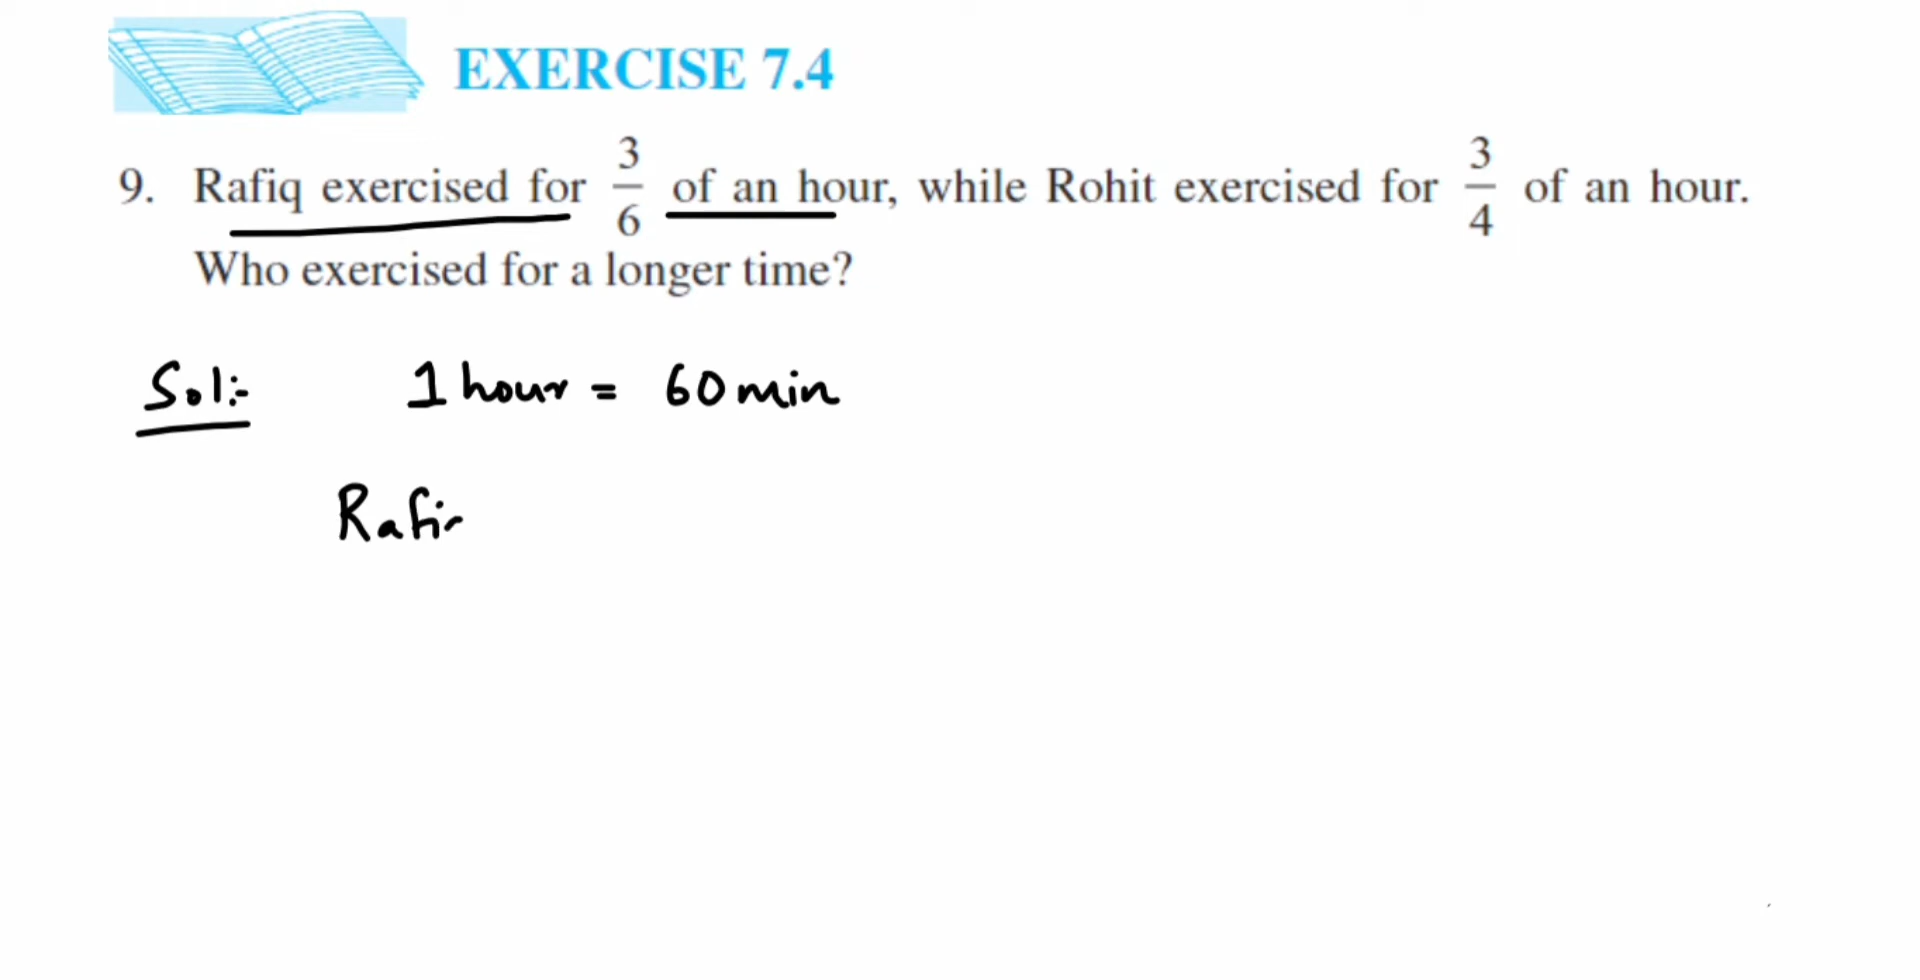 EXERCISE 7.4
9. Rafiq exercised for 3/6 of an hour, while Rohit exercised for 3/4 of an hour.
Who exercised for a longer time?
Sol:- 1 hour = 60 min
Rafi